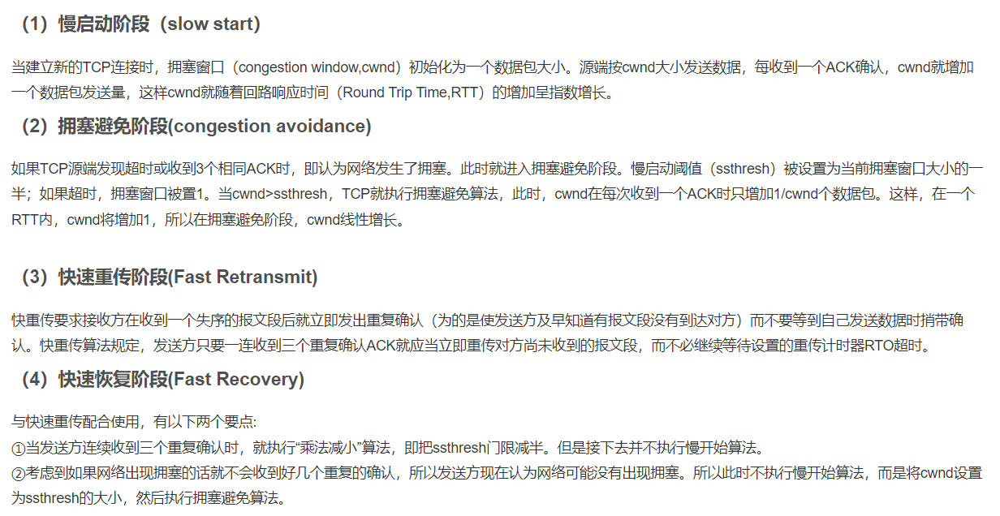 （1）慢启动阶段（slow start）
当建立新的TCP连接时，拥塞窗口（congestion window,cwnd）初始化为一个数据包大小。源端按cwnd大小发送数据，每收到一个ACK确认，cwnd就增加
一个数据包发送量，这样cwnd就随着回路响应时间（Round Trip Time,RTT）的增加呈指数增长。
（2）拥塞避免阶段(congestion avoidance)
如果TCP源端发现超时或收到3个相同ACK时，即认为网络发生了拥塞。此时就进入拥塞避免阶段。慢启动阈值（ssthresh）被设置为当前拥塞窗口大小的一
半；如果超时，拥塞窗口被置1。当cwnd>ssthresh，TCP就执行拥塞避免算法，此时，cwnd在每次收到一个ACK时只增加1/cwnd个数据包。这样，在一个
RTT内，cwnd将增加1，所以在拥塞避免阶段，cwnd线性增长。
（3）快速重传阶段(Fast Retransmit)
快重传要求接收方在收到一个失序的报文段后就立即发出重复确认（为的是使发送方及早知道有报文段没有到达对方）而不要等到自己发送数据时捎带确
认。快重传算法规定，发送方只要一连收到三个重复确认ACK就应当立即重传对方尚未收到的报文段，而不必继续等待设置的重传计时器RTO超时。
（4）快速恢复阶段(Fast Recovery)
与快速重传配合使用，有以下两个要点:
①当发送方连续收到三个重复确认时，就执行“乘法减小”算法，即把ssthresh门限减半。但是接下去并不执行慢开始算法。
②考虑到如果网络出现拥塞的话就不会收到好几个重复的确认，所以发送方现在认为网络可能没有出现拥塞。所以此时不执行慢开始算法，而是将cwnd设置
为ssthresh的大小，然后执行拥塞避免算法。